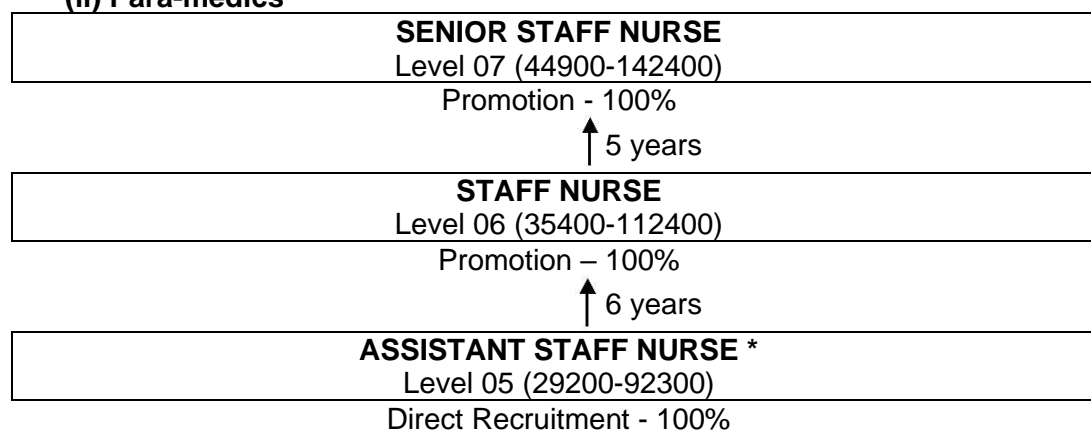 (ii) Para-medics
SENIOR STAFF NURSE
Level 07 (44900-142400)
Promotion - 100%
5 years
STAFF NURSE
Level 06 (35400-112400)
Promotion – 100%
6 years
ASSISTANT STAFF NURSE *
Level 05 (29200-92300)
Direct Recruitment - 100%